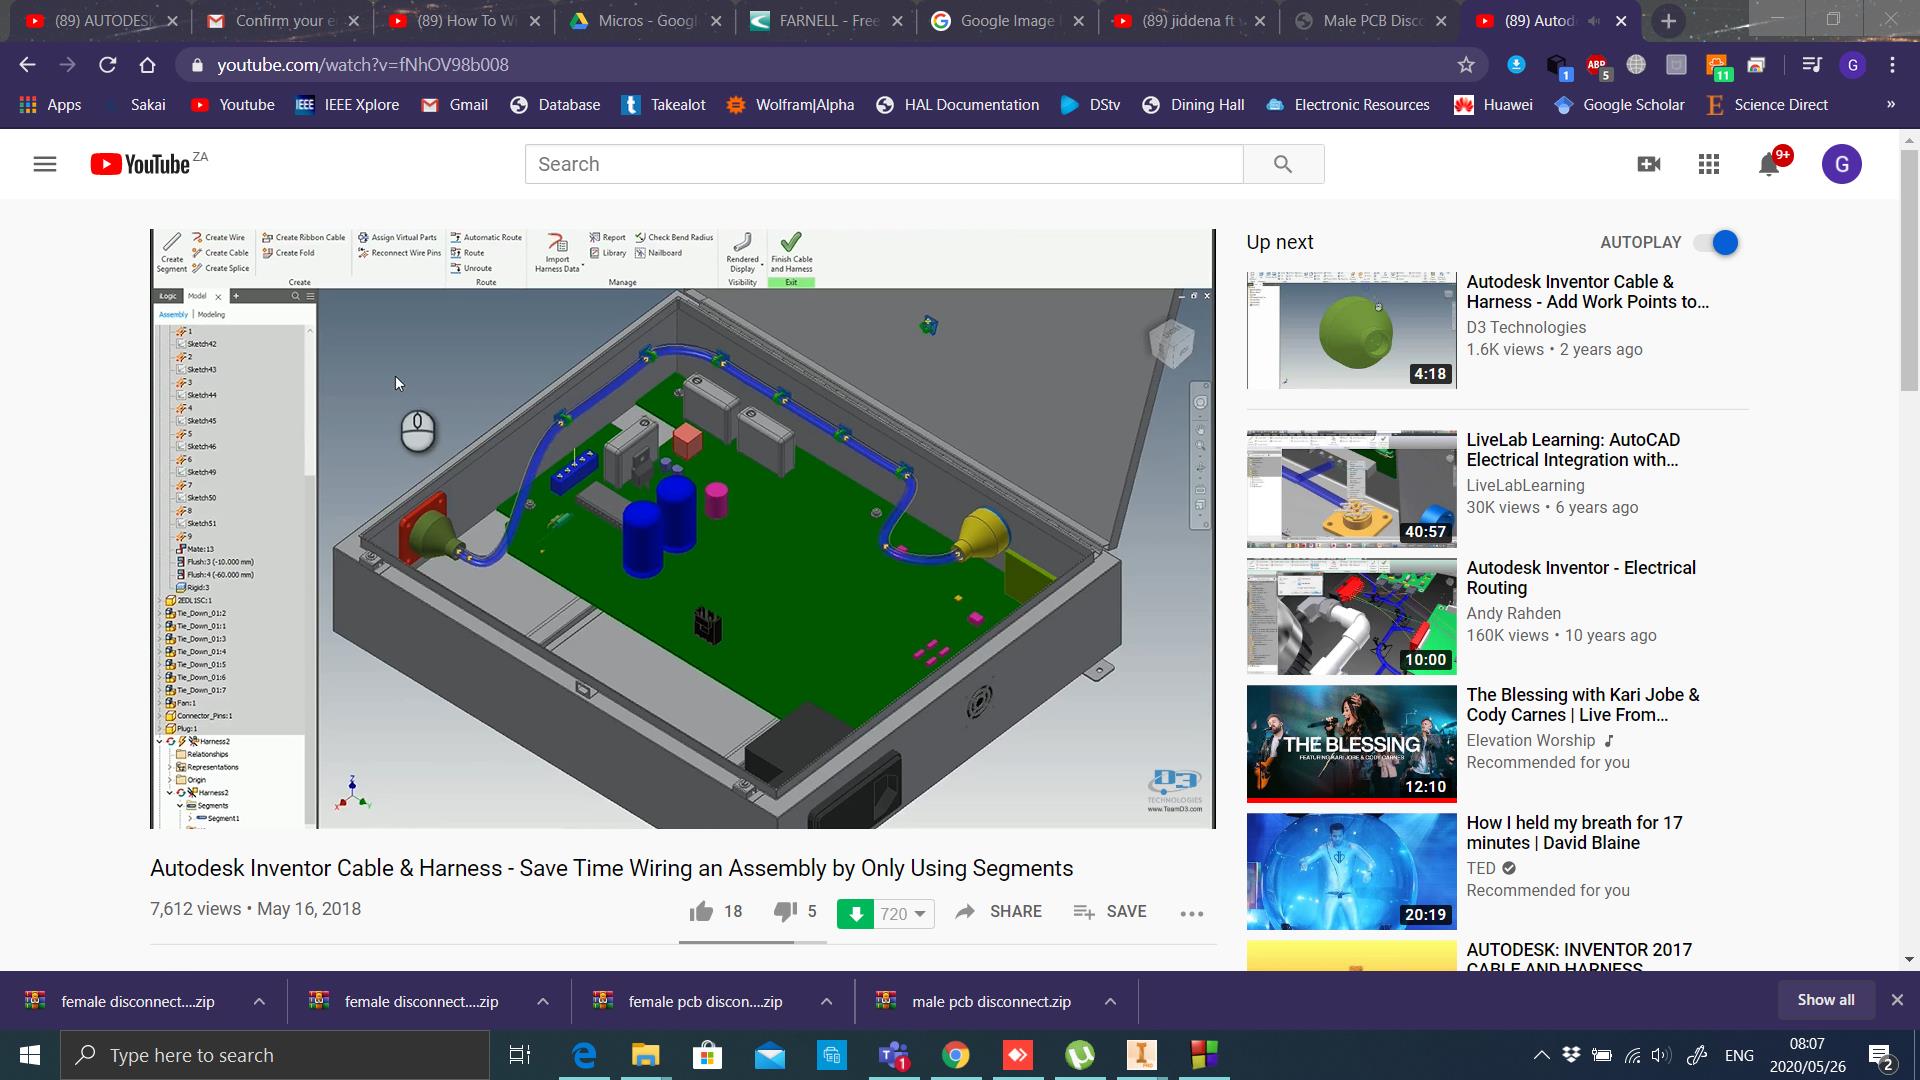 (89) AUTODESK
Confirm your e
(89) How To Wi
Micros - Googl
FARNELL - Free
Google Image
(89) jiddena ft
Male PCB Disc
(89) Autod
youtube.com/watch?v=fNhOV98b008
1
ABP
5
11
G
Apps
Sakai
Youtube
IEEE IEEE Xplore
Gmail
Database
Takealot
Wolfram|Alpha
HAL Documentation
DStv
Dining Hall
Electronic Resources
Huawei
Google Scholar
Science Direct
»
YouTube ZA
Search
9+
G
Create Segment
Create Wire
Create Cable
Create Splice
Create Ribbon Cable
Create Fold
Create
Assign Virtual Parts
Reconnect Wire Pins
Automatic Route
Route
Unroute
Route
Import Harness Data
Report
Library
Check Bend Radius
Nailboard
Manage
Rendered Display
Visibility
Finish Cable and Harness
Exit
iLogic
Model
Assembly | Modeling
1
Sketch42
2
Sketch43
3
Sketch44
4
Sketch45
5
Sketch46
6
Sketch49
7
Sketch50
8
Sketch51
9
Mate:13
Flush:3 (-10.000 mm)
Flush:4 (-60.000 mm)
Rigid:3
2EDL1SC:1
Tie_Down_01:2
Tie_Down_01:1
Tie_Down_01:3
Tie_Down_01:4
Tie_Down_01:5
Tie_Down_01:6
Tie_Down_01:7
Fan:1
Connector_Pins:1
Plug:1
Harness2
Relationships
Representations
Origin
Harness2
Segments
Segment1
Z
X
Y
D3
TECHNOLOGIES
www.TeamD3.com
Autodesk Inventor Cable & Harness - Save Time Wiring an Assembly by Only Using Segments
7,612 views • May 16, 2018
18
5
720
SHARE
SAVE
Up next
AUTOPLAY
Autodesk Inventor Cable &
Harness - Add Work Points to...
D3 Technologies
1.6K views • 2 years ago
4:18
LiveLab Learning: AutoCAD
Electrical Integration with...
LiveLabLearning
30K views • 6 years ago
40:57
Autodesk Inventor - Electrical
Routing
Andy Rahden
160K views • 10 years ago
10:00
The Blessing with Kari Jobe &
Cody Carnes | Live From...
Elevation Worship
Recommended for you
THE BLESSING
FEATURING KARI JOBE & CODY CARNES
12:10
How I held my breath for 17
minutes | David Blaine
TED
Recommended for you
20:19
AUTODESK: INVENTOR 2017
CABLE AND HARNESS
female disconnect....zip
female disconnect....zip
female pcb discon....zip
male pcb disconnect.zip
Show all
Type here to search
1
ENG
08:07
2020/05/26
2